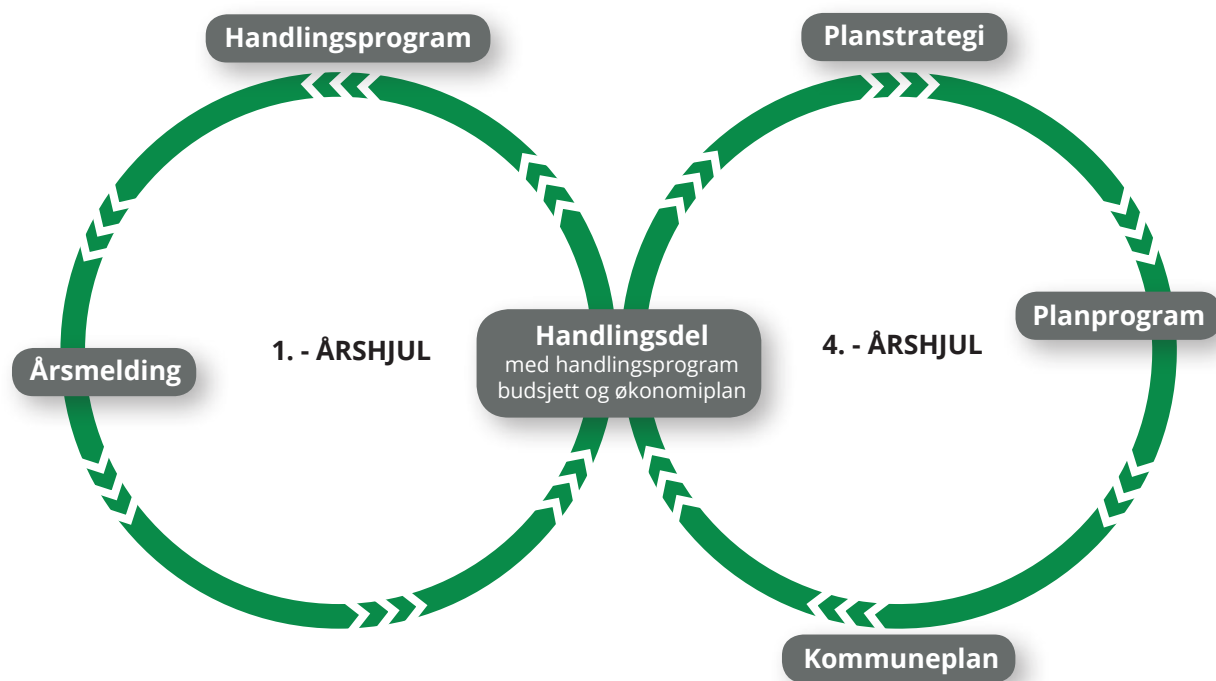 Handlingsprogram
Planstrategi
Planprogram
1. - ÅRSHJUL
Handlingsdel
med handlingsprogram
budsjett og økonomiplan
4. - ÅRSHJUL
Årsmelding
Kommuneplan